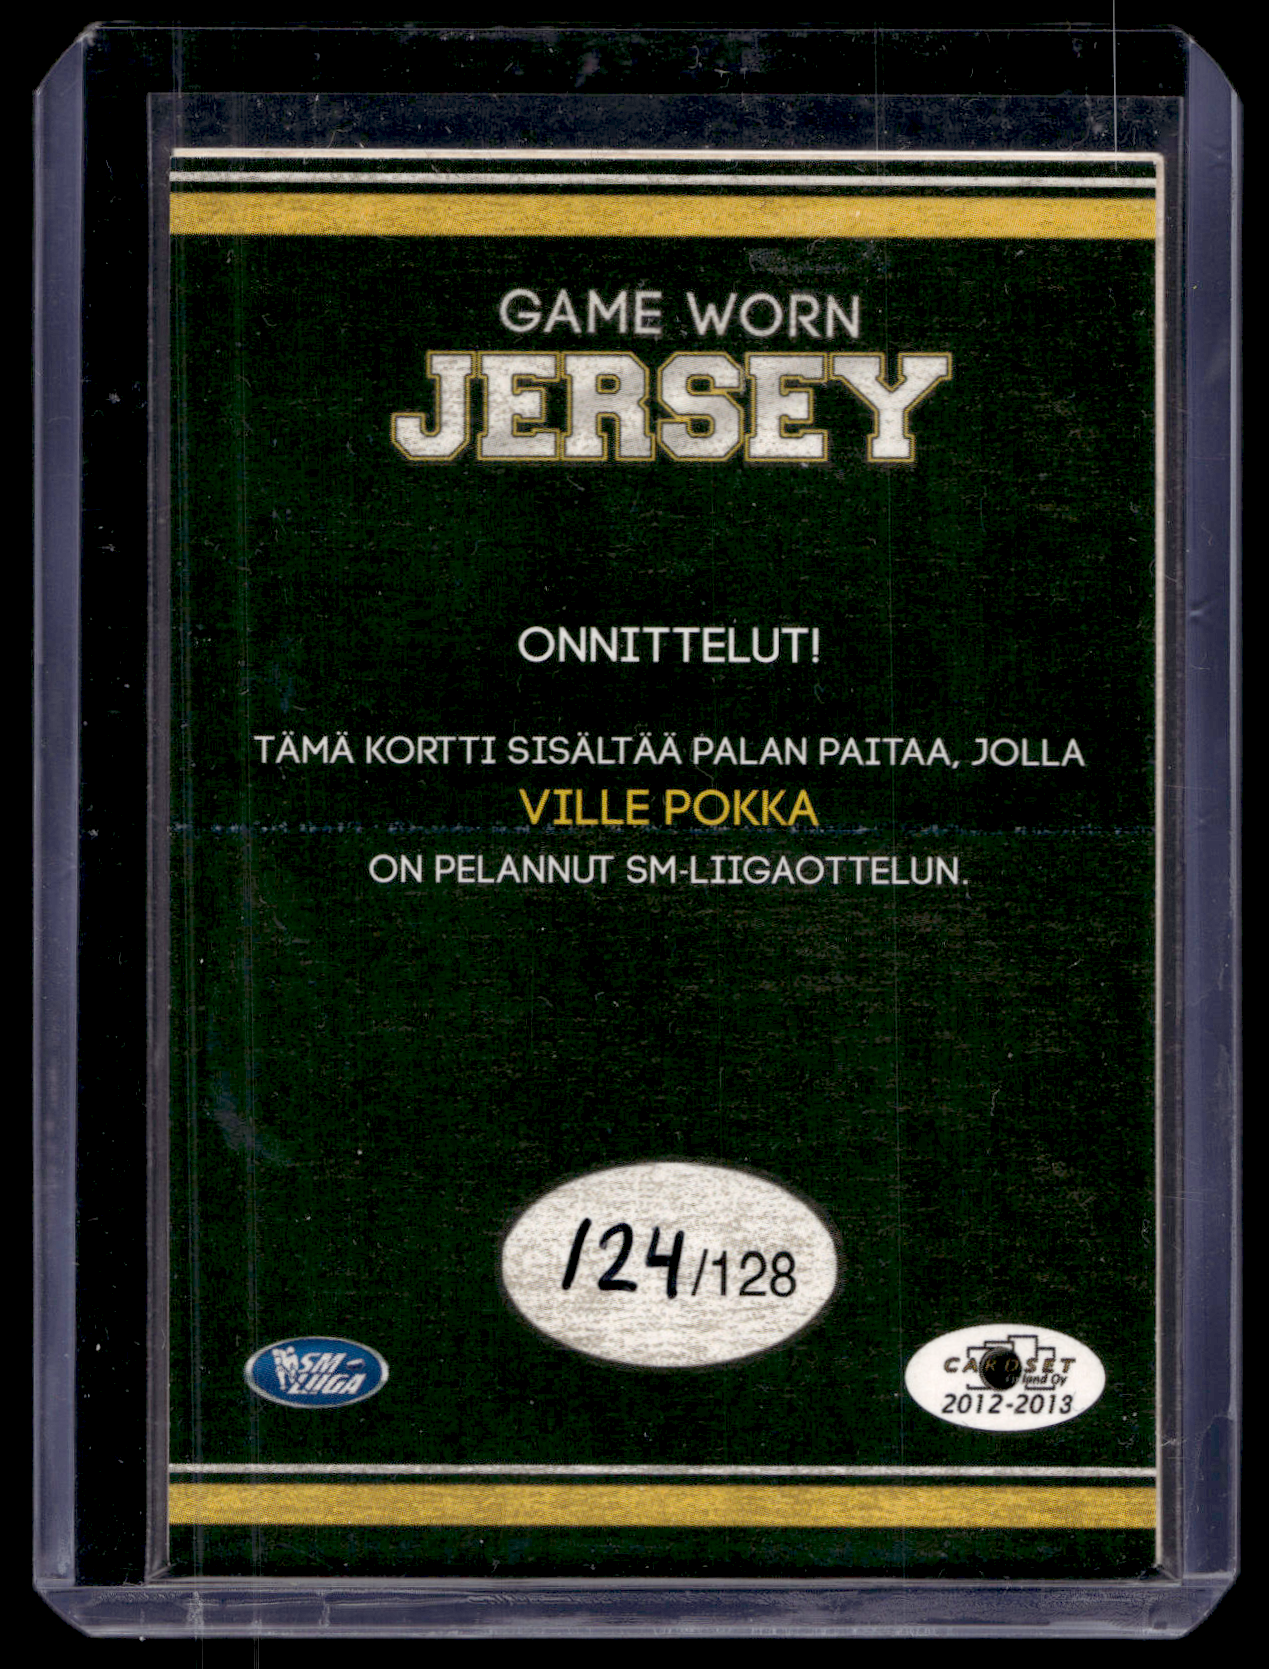 GAME WORN
JERSEY
ONNITTELUT!
TÄMÄ KORTTI SISÄLTÄÄ PALAN PAITAA, JOLLA
VILLE POKKA
ON PELANNUT SM-LIIGAOTTELUN.
124/128
SM-
LIIGA
CARDSET
Oy
2012-2013